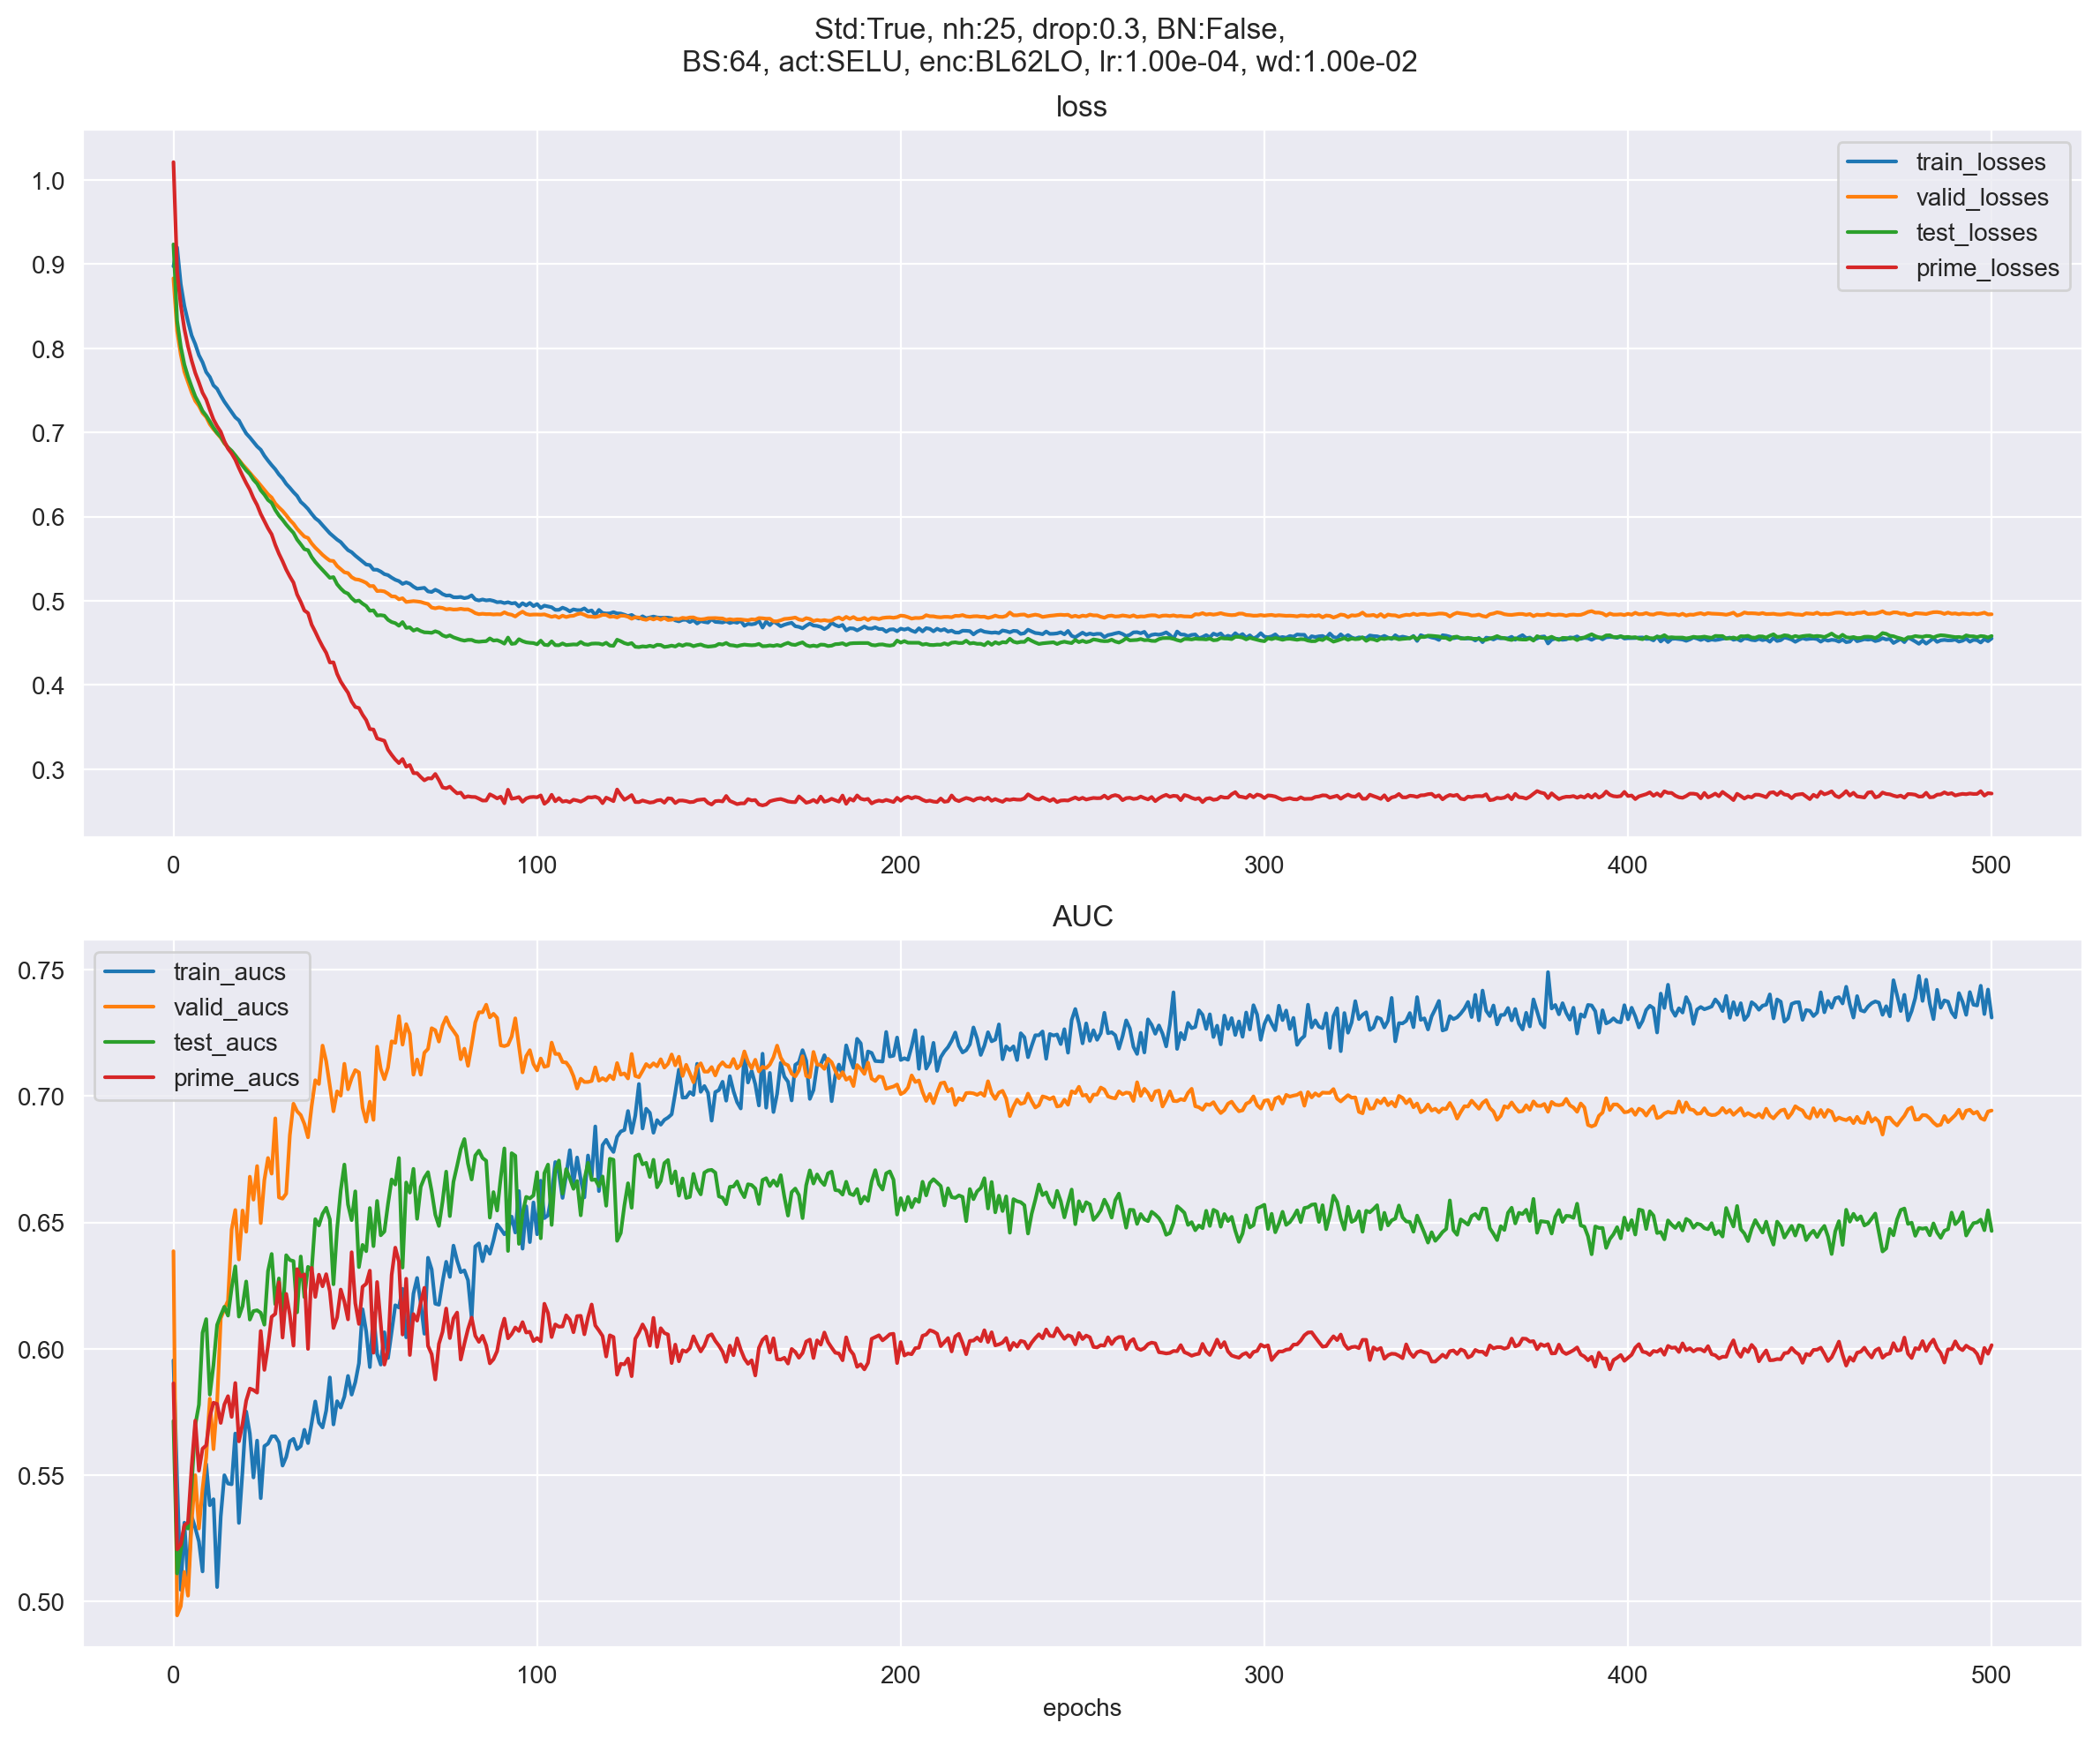 Std:True, nh:25, drop:0.3, BN:False,
BS:64, act:SELU, enc:BL62LO, lr:1.00e-04, wd:1.00e-02
loss
1.0
0.9
0.8
0.7
0.6
0.5
0.4
0.3
train_losses
valid_losses
test_losses
prime_losses
0 100 200 300 400 500
AUC
0.75
0.70
0.65
0.60
0.55
0.50
train_aucs
valid_aucs
test_aucs
prime_aucs
0 100 200 300 400 500
epochs